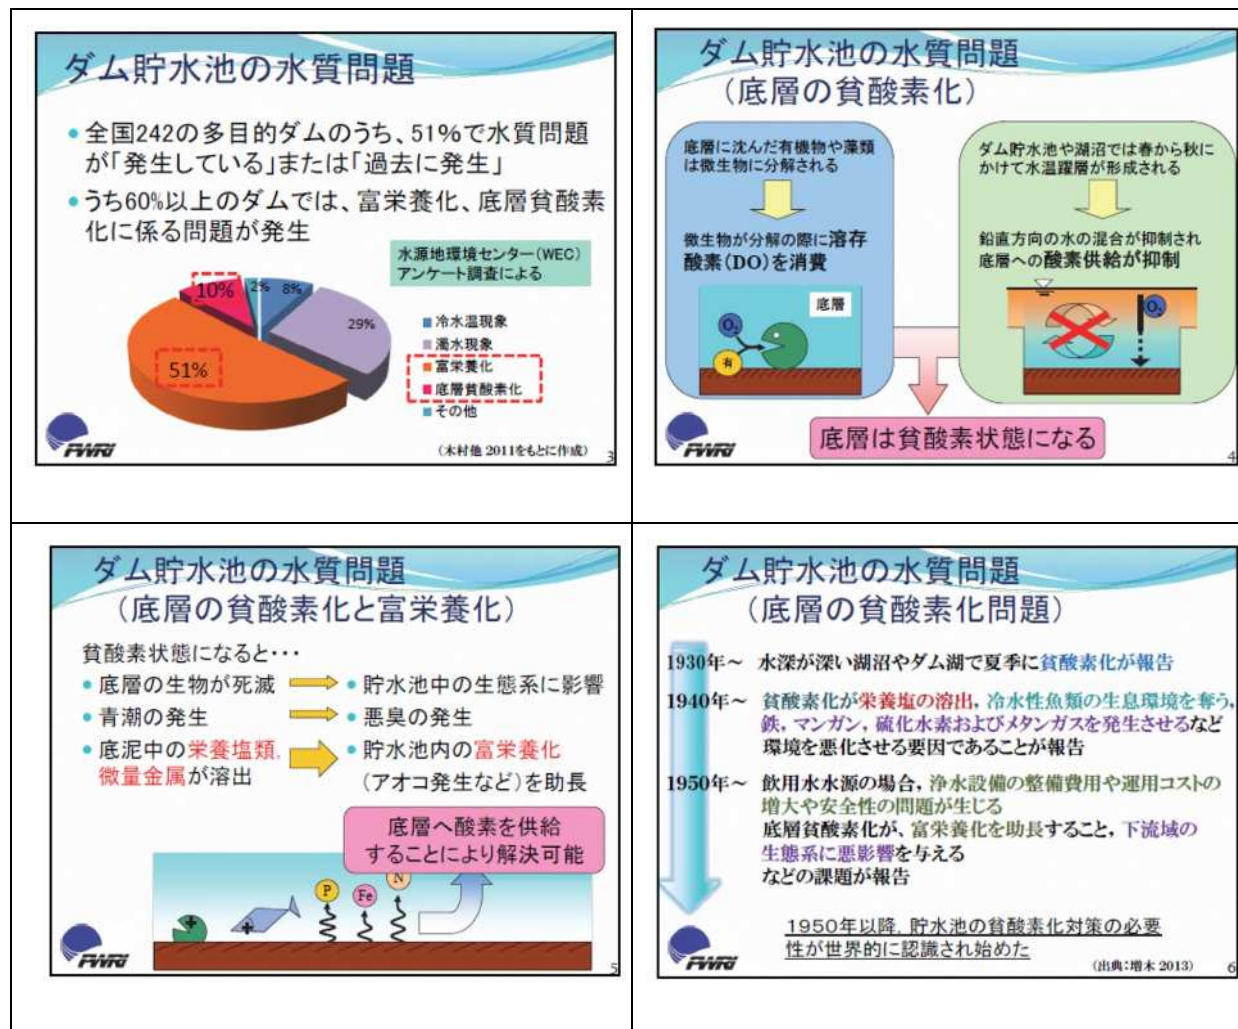 ダム貯水池の水質問題
●全国242の多目的ダムのうち、51%で水質問題
が「発生している」または「過去に発生」
●うち60%以上のダムでは、富栄養化、底層貧酸素
化に係る問題が発生
水源地環境センター(WEC)
アンケート調査による
10%
2%
8%
29%
51%
冷水温現象
濁水現象
富栄養化
底層貧酸素化
その他
PWRI
(木村他 2011をもとに作成)
3
ダム貯水池の水質問題
(底層の貧酸素化)
底層に沈んだ有機物や藻類
は微生物に分解される
微生物が分解の際に溶存
酸素(DO)を消費
底層
O₂
有
ダム貯水池や湖沼では春から秋に
かけて水温躍層が形成される
鉛直方向の水の混合が抑制され
底層への酸素供給が抑制
O₂
底層は貧酸素状態になる
PWRI
4
ダム貯水池の水質問題
(底層の貧酸素化と富栄養化)
貧酸素状態になると・・・
●底層の生物が死滅
●貯水池中の生態系に影響
●青潮の発生
●悪臭の発生
●底泥中の栄養塩類,
微量金属が溶出
●貯水池内の富栄養化
(アオコ発生など)を助長
底層へ酸素を供給
することにより解決可能
P
Fe
N
PWRI
5
ダム貯水池の水質問題
(底層の貧酸素化問題)
1930年～ 水深が深い湖沼やダム湖で夏季に貧酸素化が報告
1940年～ 貧酸素化が栄養塩の溶出，冷水性魚類の生息環境を奪う，
鉄，マンガン，硫化水素およびメタンガスを発生させるなど
環境を悪化させる要因であることが報告
1950年～ 飲用水水源の場合，浄水設備の整備費用や運用コストの
増大や安全性の問題が生じる
底層貧酸素化が、富栄養化を助長すること，下流域の
生態系に悪影響を与える
などの課題が報告
1950年以降，貯水池の貧酸素化対策の必要
性が世界的に認識され始めた
PWRI
(出典：増木 2013)
6